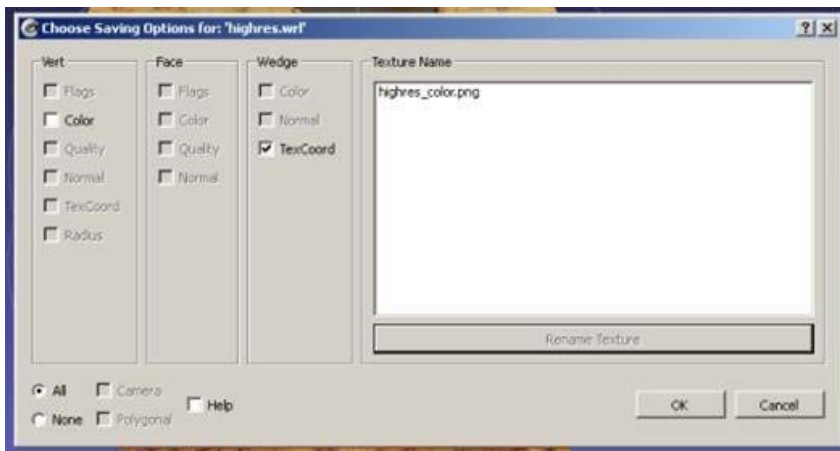 Choose Saving Options for: 'highres.wrl'
Vert
Flags
Color
Quality
Normal
TexCoord
Radius
Face
Flags
Color
Quality
Normal
Wedge
Color
Normal
TexCoord
Texture Name
highres_color.png
Rename Texture
All
Camera
None
Polygonal
Help
OK
Cancel